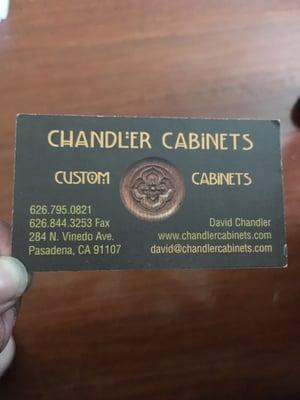 CHANDLER CABINETS
CUSTOM CABINETS
626.795.0821
626.844.3253 Fax
284 N. Vinedo Ave.
Pasadena, CA 91107
David Chandler
www.chandlercabinets.com
david@chandlercabinets.com